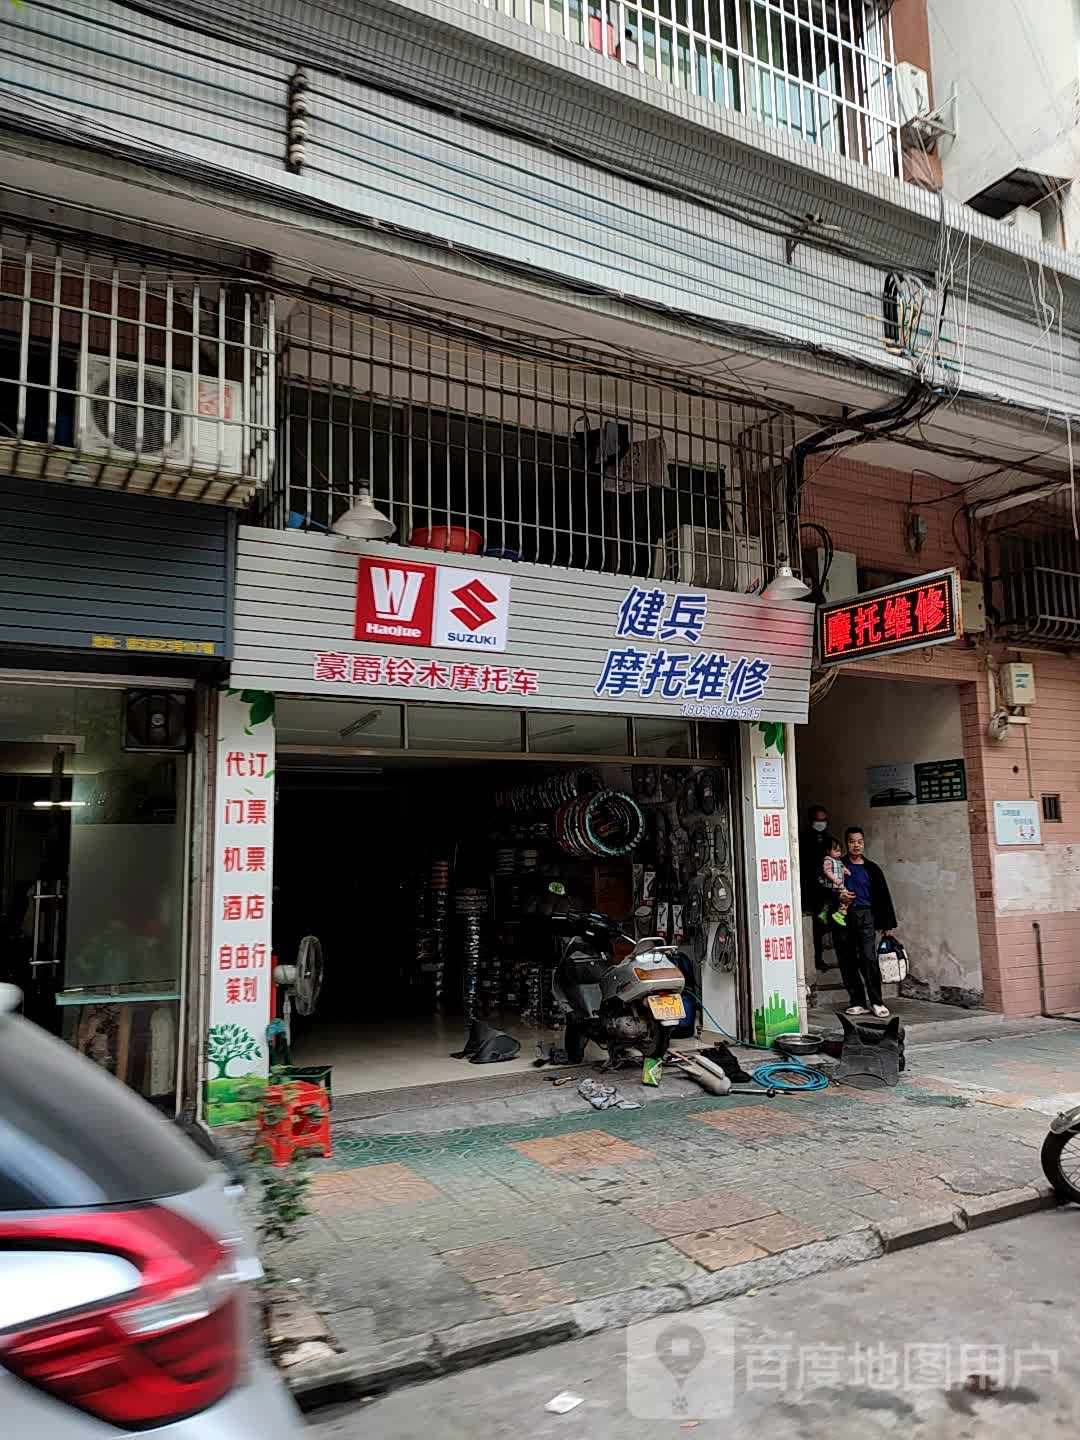 W
HaoJue
SUZUKI
豪爵铃木摩托车
健兵
摩托维修
18026806515
摩托维修
代订
门票
机票
酒店
自由行
策划
出国
国内游
广东省内
单位包团
百度地图用户